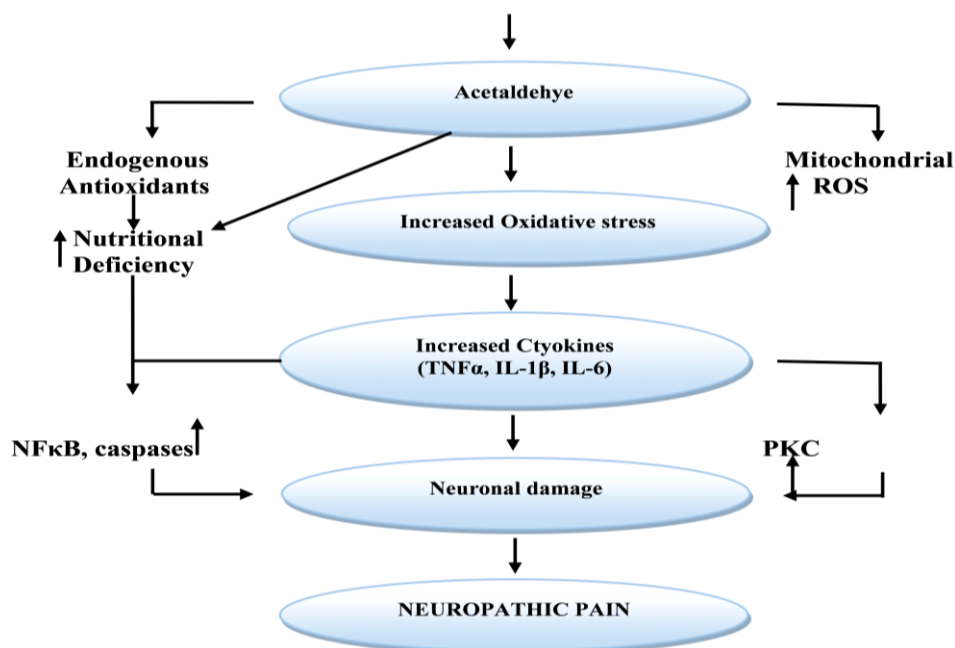 Acetaldehye
Endogenous
Antioxidants
Mitochondrial
ROS
Increased Oxidative stress
Nutritional
Deficiency
Increased Ctyokines
(TNFα, IL-1β, IL-6)
NFκB, caspases
PKC
Neuronal damage
NEUROPATHIC PAIN